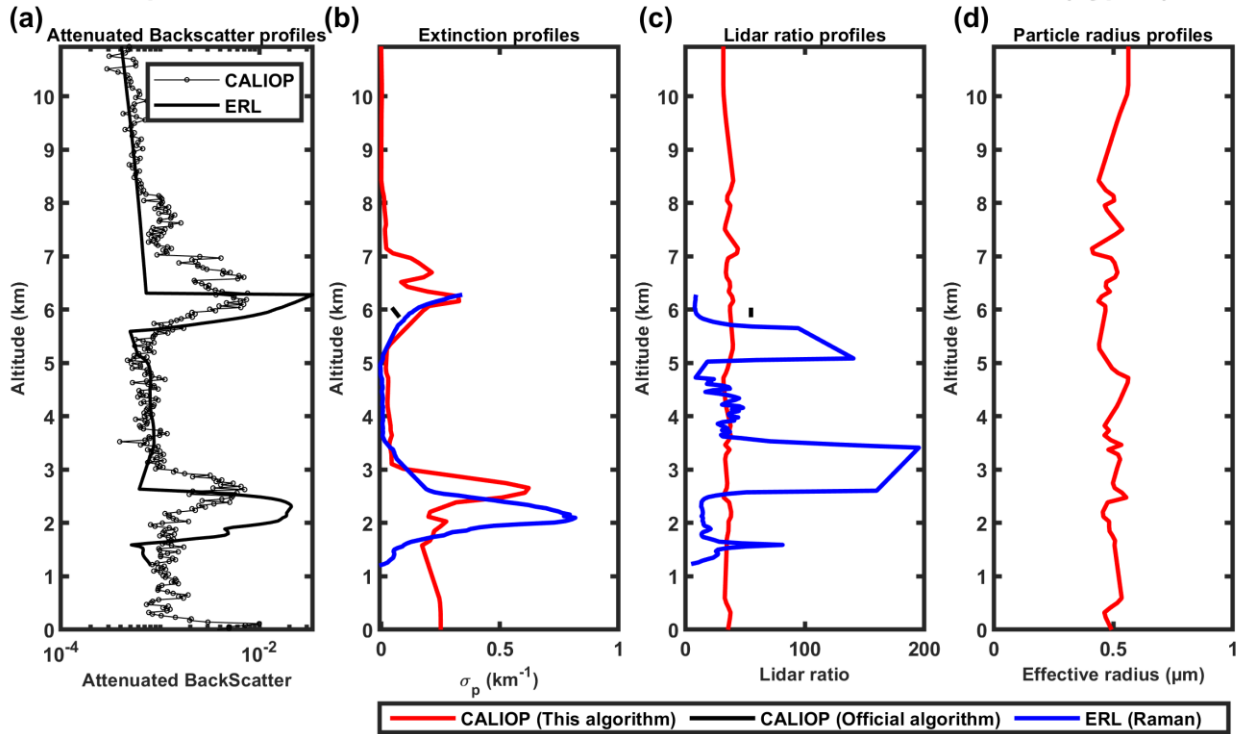 (a) (b) (c) (d)
Attenuated Backscatter profiles Extinction profiles Lidar ratio profiles Particle radius profiles
CALIOP
ERL
Altitude (km)
10
9
8
7
6
5
4
3
2
1
0
10^-4 10^-2
Attenuated BackScatter
Altitude (km)
10
9
8
7
6
5
4
3
2
1
0
0 0.5 1
σ_p (km^-1)
Altitude (km)
10
9
8
7
6
5
4
3
2
1
0
0 100 200
Lidar ratio
Altitude (km)
10
9
8
7
6
5
4
3
2
1
0
0 0.5 1
Effective radius (µm)
CALIOP (This algorithm) CALIOP (Official algorithm) ERL (Raman)